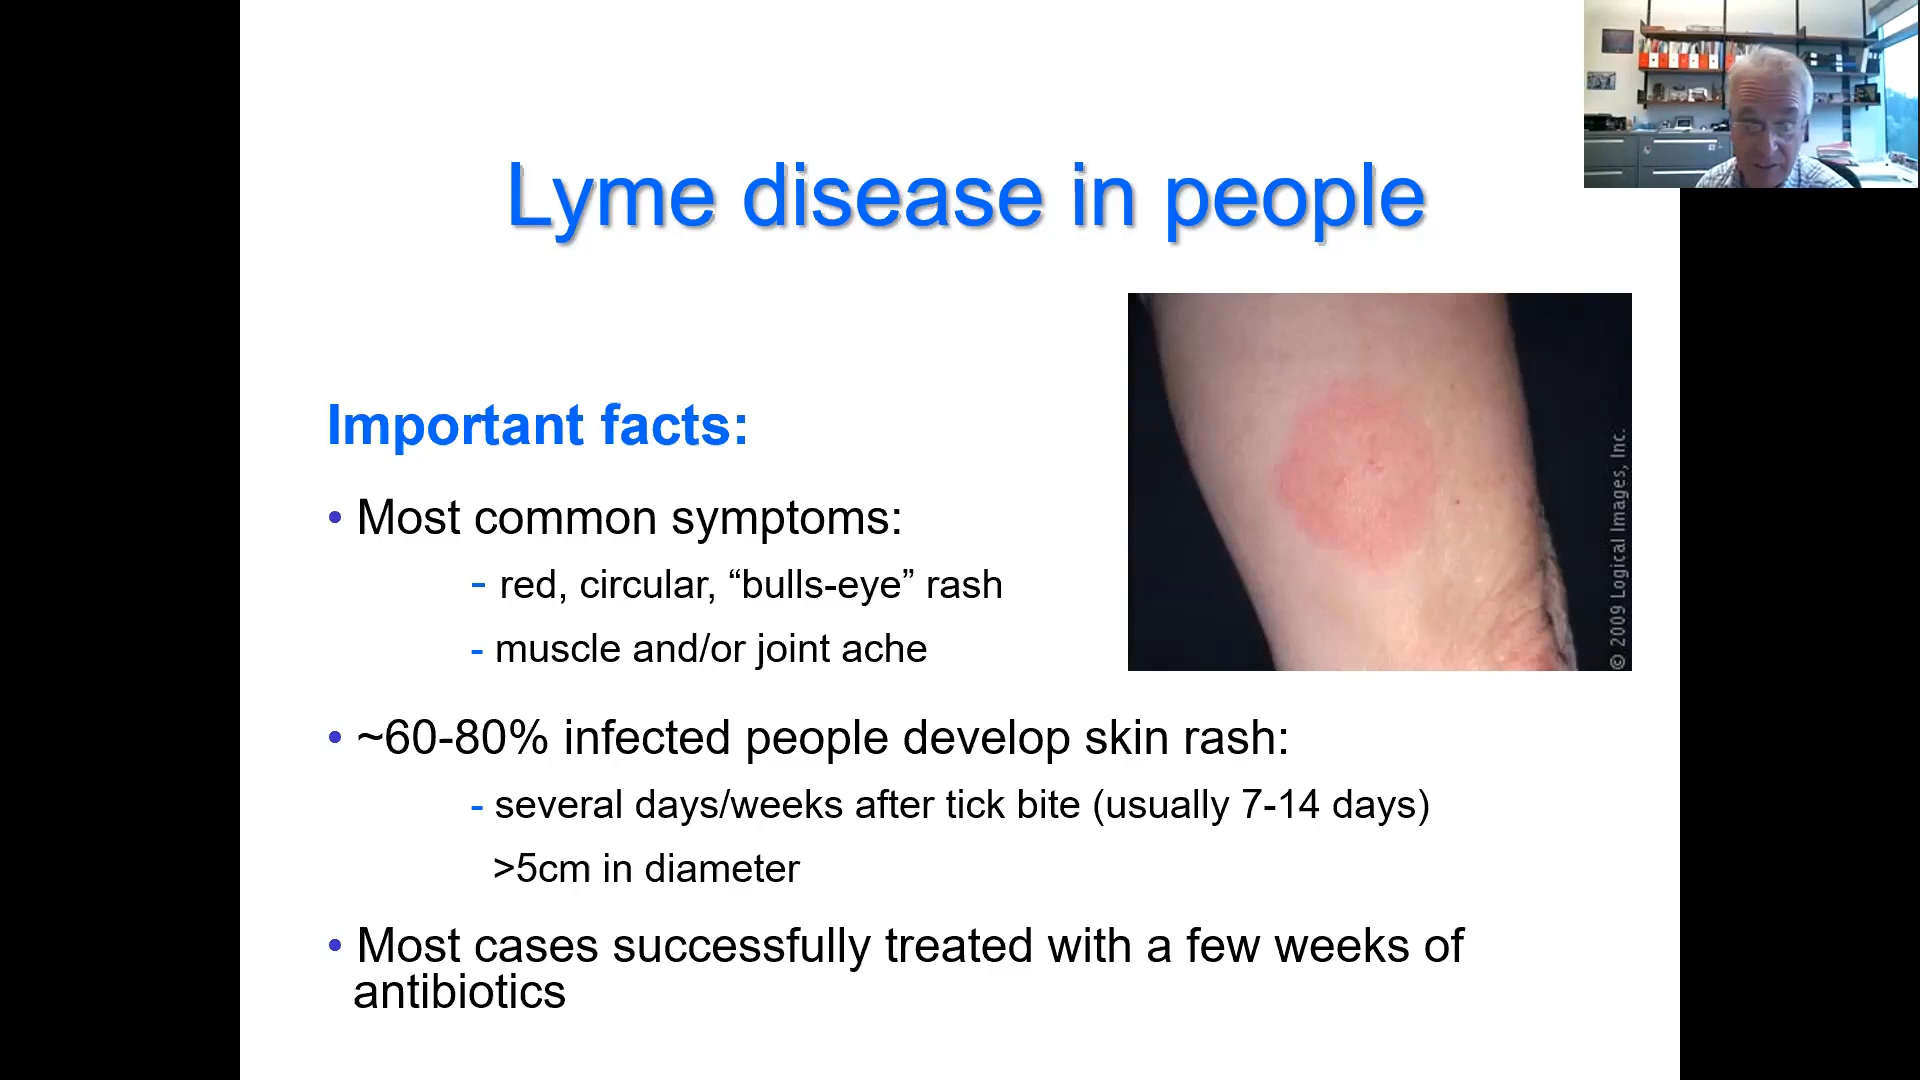 Lyme disease in people
Important facts:
• Most common symptoms:
- red, circular, “bulls-eye” rash
- muscle and/or joint ache
• ~60-80% infected people develop skin rash:
- several days/weeks after tick bite (usually 7-14 days)
>5cm in diameter
• Most cases successfully treated with a few weeks of
antibiotics
© 2009 Logical Images, Inc.